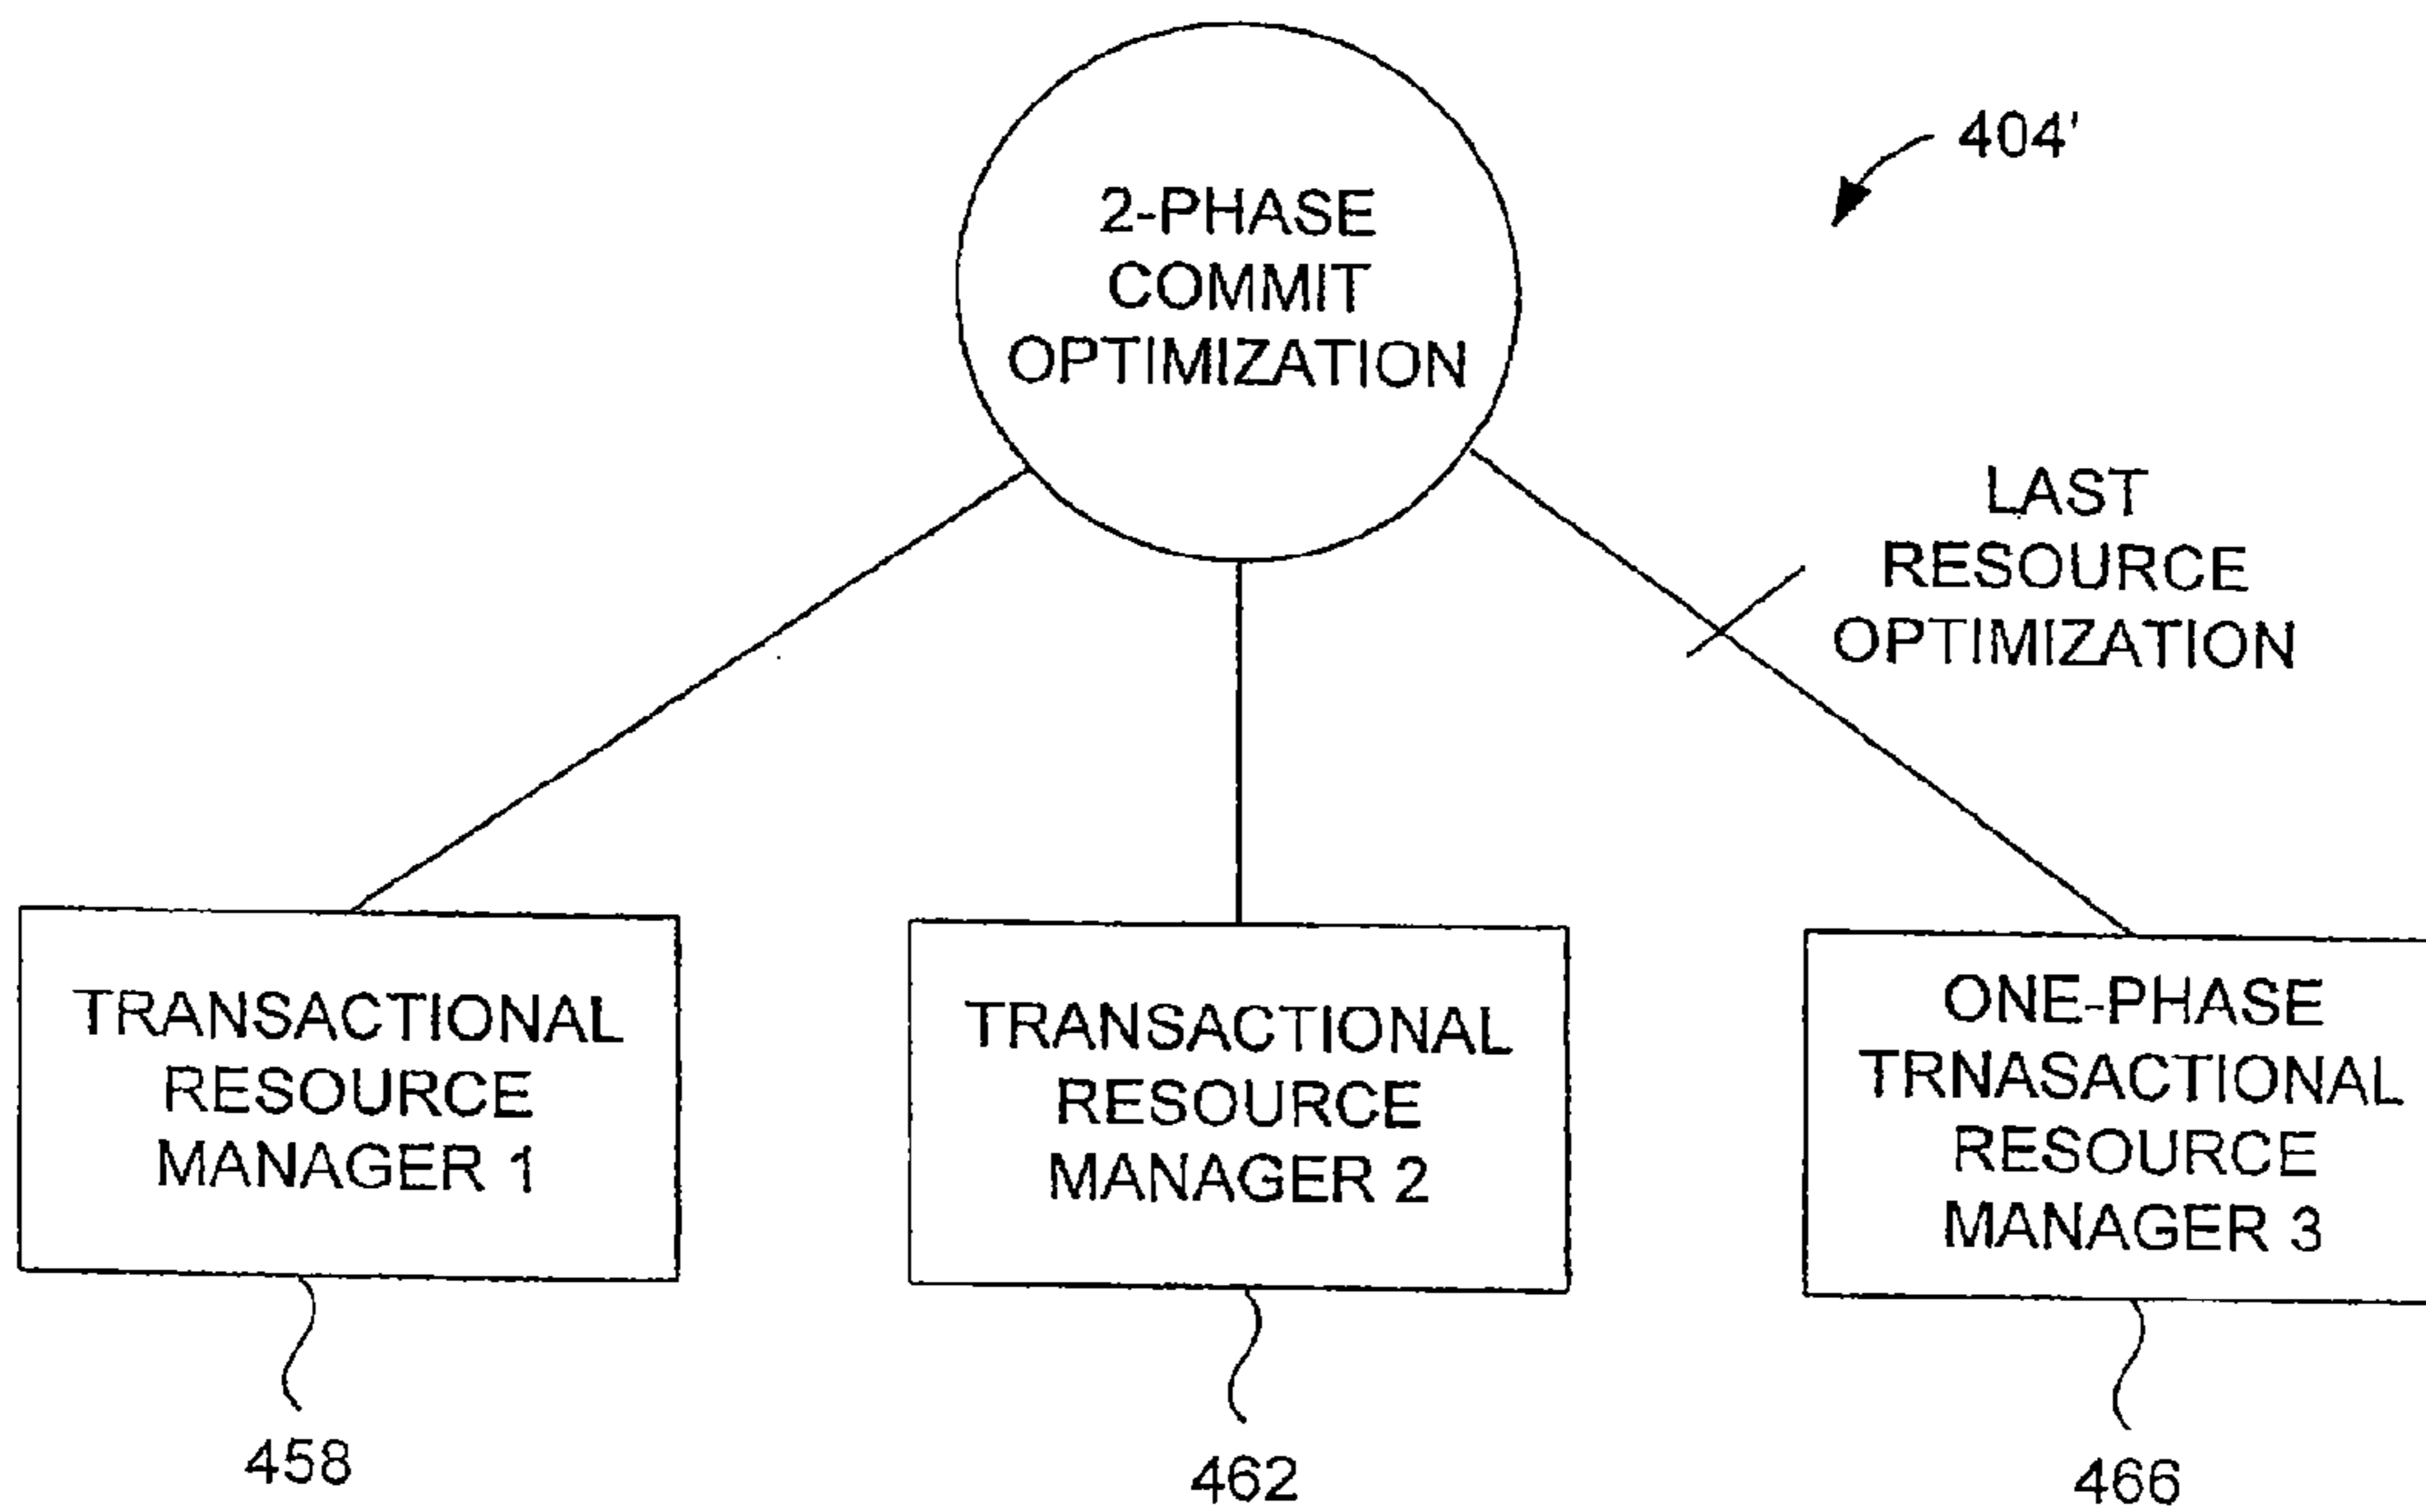 2-PHASE
COMMIT
OPTIMIZATION
404'
LAST
RESOURCE
OPTIMIZATION
TRANSACTIONAL
RESOURCE
MANAGER 1
TRANSACTIONAL
RESOURCE
MANAGER 2
ONE-PHASE
TRNASACTIONAL
RESOURCE
MANAGER 3
458
462
466